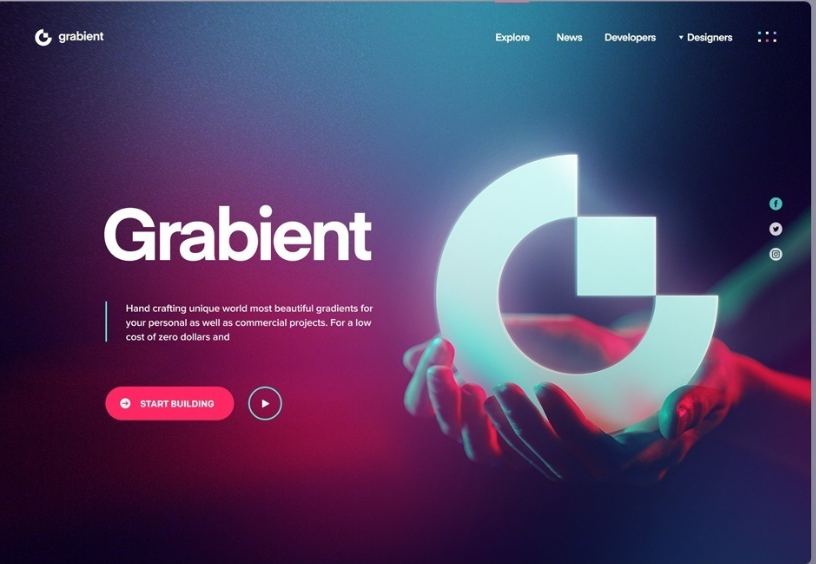 grabient
Explore
News
Developers
Designers
Grabient
Hand crafting unique world most beautiful gradients for
your personal as well as commercial projects. For a low
cost of zero dollars and
START BUILDING